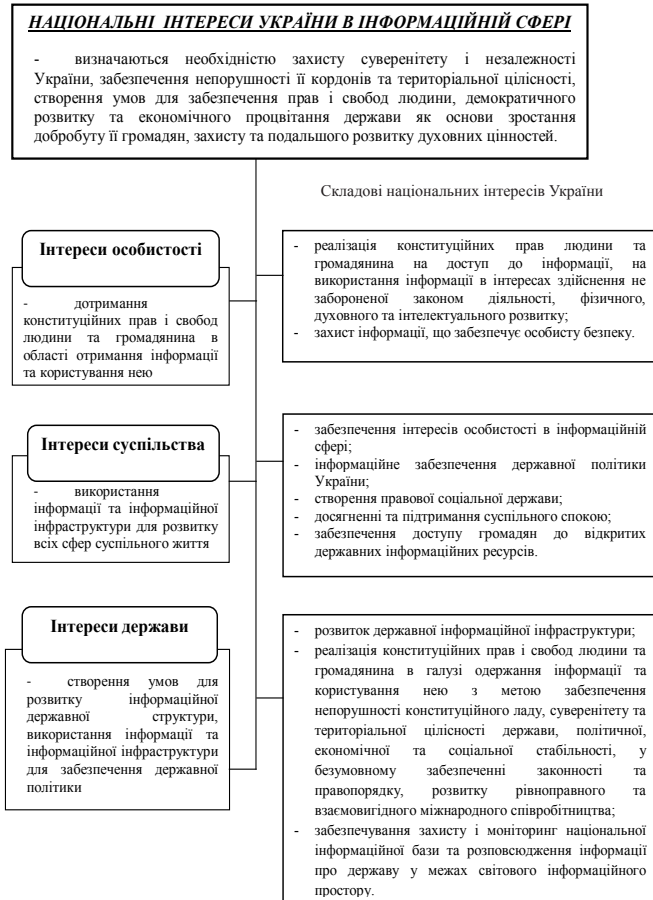 НАЦІОНАЛЬНІ ІНТЕРЕСИ УКРАЇНИ В ІНФОРМАЦІЙНІЙ СФЕРІ
- визначаються необхідністю захисту суверенітету і незалежності
України, забезпечення непорушності її кордонів та територіальної цілісності,
створення умов для забезпечення прав і свобод людини, демократичного
розвитку та економічного процвітання держави як основи зростання
добробуту її громадян, захисту та подальшого розвитку духовних цінностей.
Складові національних інтересів України
Інтереси особистості
- дотримання
конституційних прав і свобод
людини та громадянина в
області отримання інформації
та користування нею
- реалізація конституційних прав людини та
громадянина на доступ до інформації, на
використання інформації в інтересах здійснення не
забороненої законом діяльності, фізичного,
духовного та інтелектуального розвитку;
- захист інформації, що забезпечує особисту безпеку.
Інтереси суспільства
- використання
інформації та інформаційної
інфраструктури для розвитку
всіх сфер суспільного життя
- забезпечення інтересів особистості в інформаційній
сфері;
- інформаційне забезпечення державної політики
України;
- створення правової соціальної держави;
- досягненні та підтримання суспільного спокою;
- забезпечення доступу громадян до відкритих
державних інформаційних ресурсів.
Інтереси держави
- створення умов для
розвитку інформаційної
державної структури,
використання інформації та
інформаційної інфраструктури
для забезпечення державної
політики
- розвиток державної інформаційної інфраструктури;
- реалізація конституційних прав і свобод людини та
громадянина в галузі одержання інформації та
користування нею з метою забезпечення
непорушності конституційного ладу, суверенітету та
територіальної цілісності держави, політичної,
економічної та соціальної стабільності, у
безумовному забезпеченні законності та
правопорядку, розвитку рівноправного та
взаємовигідного міжнародного співробітництва;
- забезпечування захисту і моніторинг національної
інформаційної бази та розповсюдження інформації
про державу у межах світового інформаційного
простору.